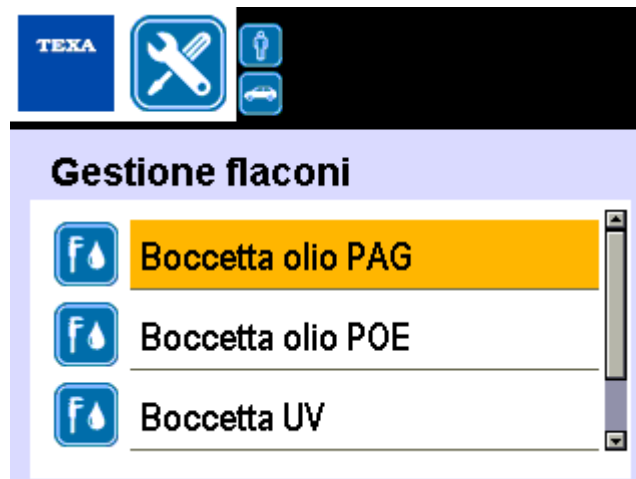 TEXA
Gestione flaconi
Boccetta olio PAG
Boccetta olio POE
Boccetta UV